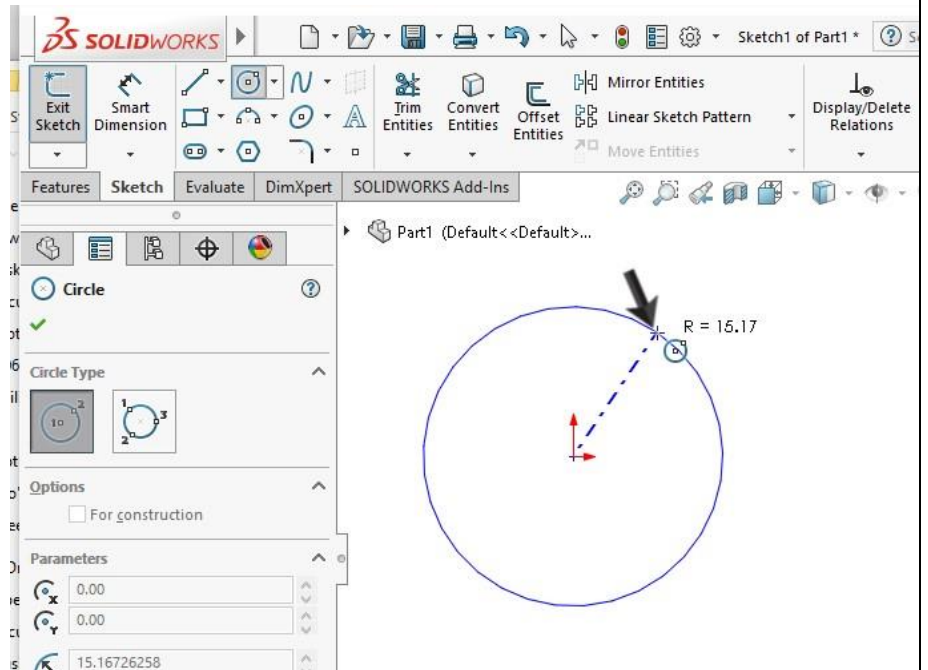 SOLIDWORKS
Sketch1 of Part1 *
Exit Sketch
Smart Dimension
Trim Entities
Convert Entities
Offset Entities
Mirror Entities
Linear Sketch Pattern
Move Entities
Display/Delete Relations
Features Sketch Evaluate DimXpert SOLIDWORKS Add-Ins
Part1 (Default<<Default>...
Circle
R = 15.17
Circle Type
Options
For construction
Parameters
0.00
0.00
15.16726258